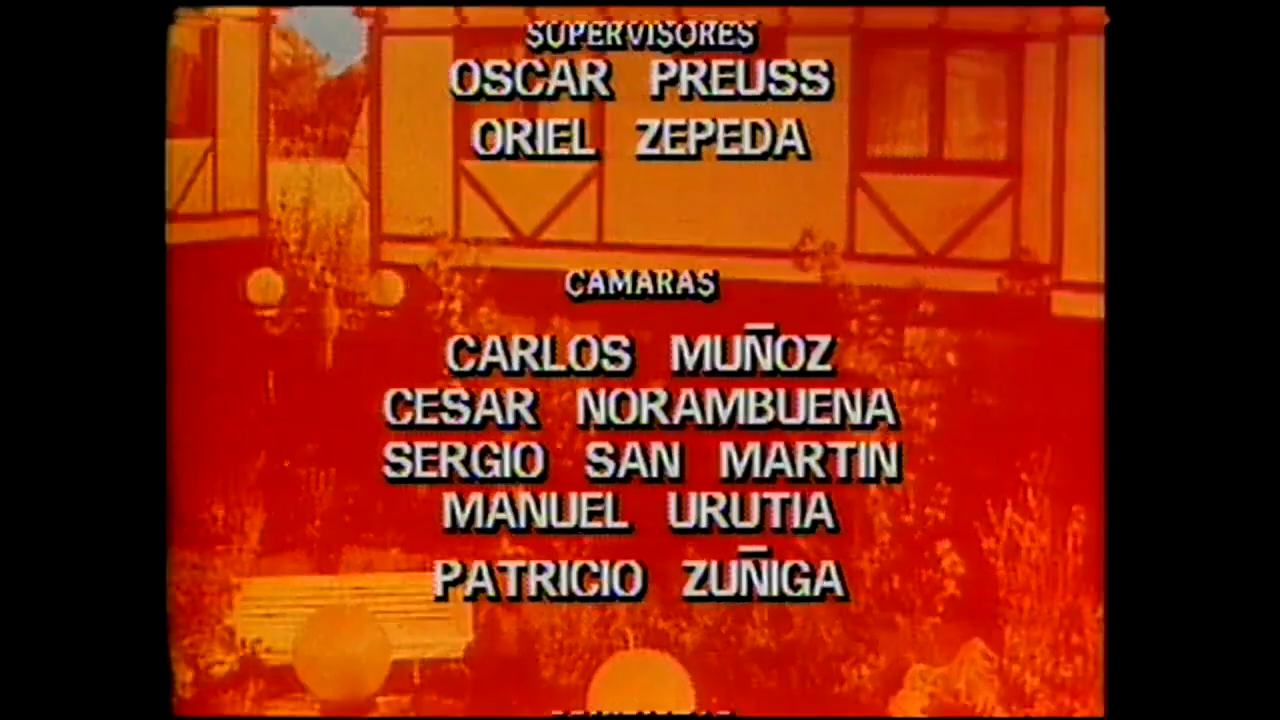 SUPERVISORES
OSCAR PREUSS
ORIEL ZEPEDA
CAMARAS
CARLOS MUÑOZ
CESAR NORAMBUENA
SERGIO SAN MARTIN
MANUEL URUTIA
PATRICIO ZUÑIGA